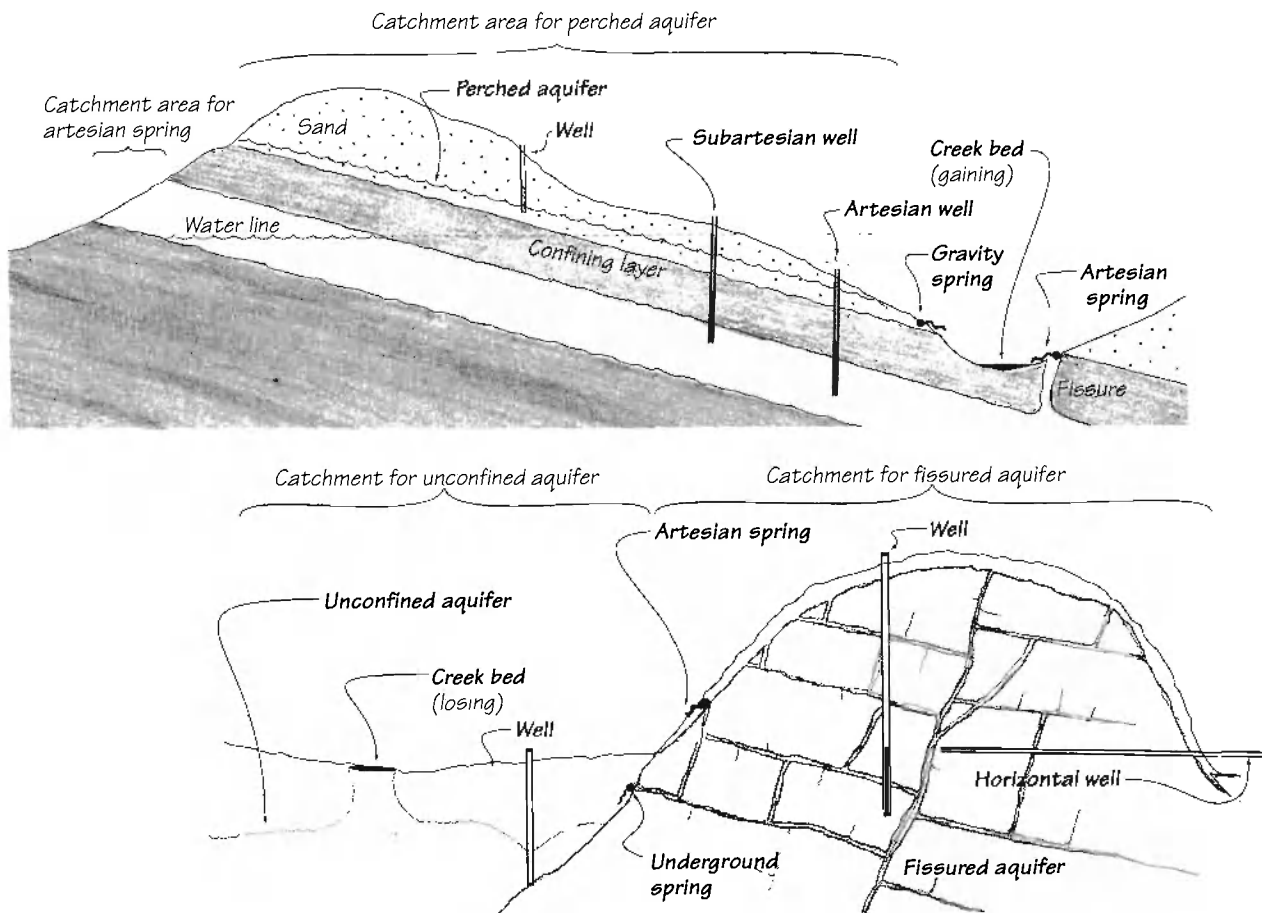 Catchment area for perched aquifer
Catchment area for
artesian spring
Perched aquifer
Sand
Well
Subartesian well
Creek bed
(gaining)
Artesian well
Water line
Confining layer
Gravity
spring
Artesian
spring
Fissure
Catchment for unconfined aquifer
Catchment for fissured aquifer
Artesian spring
Well
Unconfined aquifer
Creek bed
(losing)
Well
Horizontal well
Underground
spring
Fissured aquifer